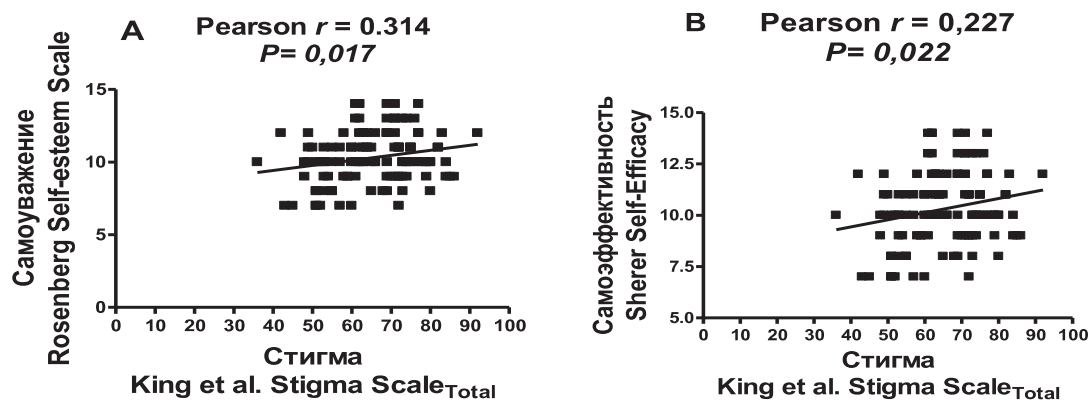 A
Pearson r = 0.314
P= 0,017
Самоуважение
Rosenberg Self-esteem Scale
15
10
5
0
0 10 20 30 40 50 60 70 80 90 100
Стигма
King et al. Stigma ScaleTotal
B
Pearson r = 0,227
P= 0,022
Самоэффективность
Sherer Self-Efficacy
15.0
12.5
10.0
7.5
5.0
0 10 20 30 40 50 60 70 80 90 100
Стигма
King et al. Stigma ScaleTotal